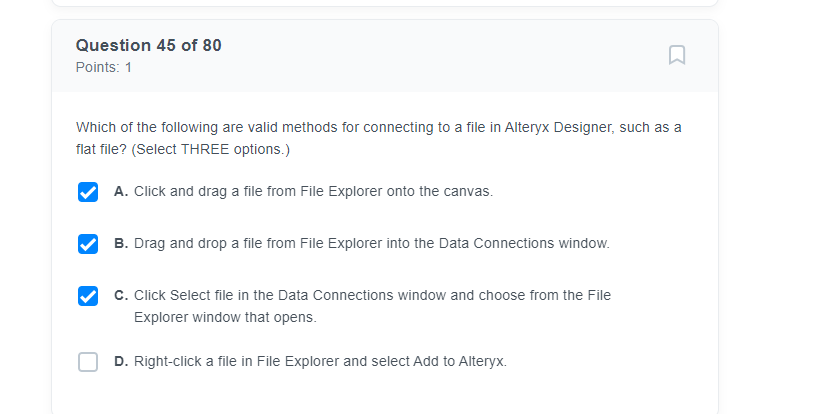 Question 45 of 80
Points: 1
Which of the following are valid methods for connecting to a file in Alteryx Designer, such as a
flat file? (Select THREE options.)
A. Click and drag a file from File Explorer onto the canvas.
B. Drag and drop a file from File Explorer into the Data Connections window.
C. Click Select file in the Data Connections window and choose from the File
Explorer window that opens.
D. Right-click a file in File Explorer and select Add to Alteryx.